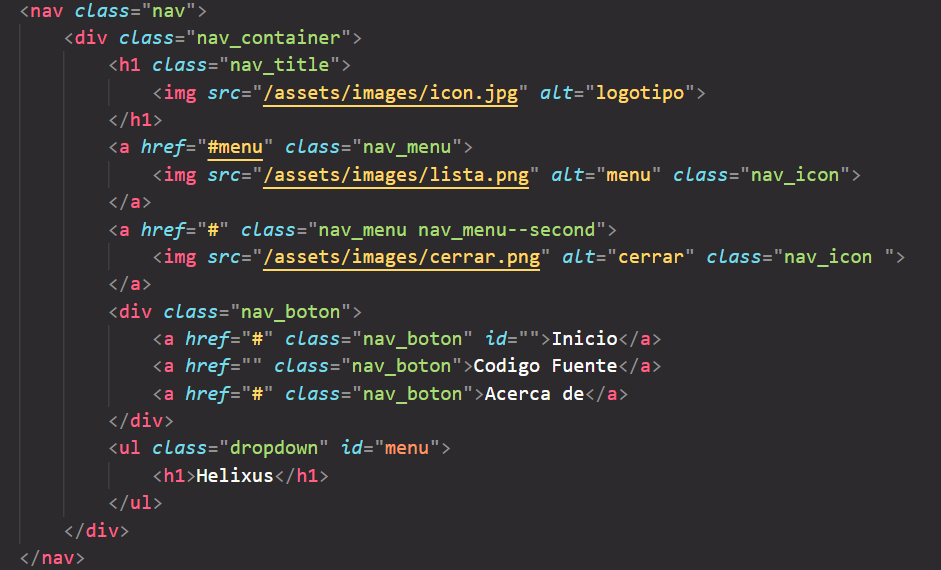 <nav class="nav">
<div class="nav_container">
<h1 class="nav_title">
<img src="/assets/images/icon.jpg" alt="logotipo">
</h1>
<a href="#menu" class="nav_menu">
<img src="/assets/images/lista.png" alt="menu" class="nav_icon">
</a>
<a href="#" class="nav_menu nav_menu--second">
<img src="/assets/images/cerrar.png" alt="cerrar" class="nav_icon ">
</a>
<div class="nav_boton">
<a href="#" class="nav_boton" id="">Inicio</a>
<a href="" class="nav_boton">Codigo Fuente</a>
<a href="#" class="nav_boton">Acerca de</a>
</div>
<ul class="dropdown" id="menu">
<h1>Helixus</h1>
</ul>
</div>
</nav>